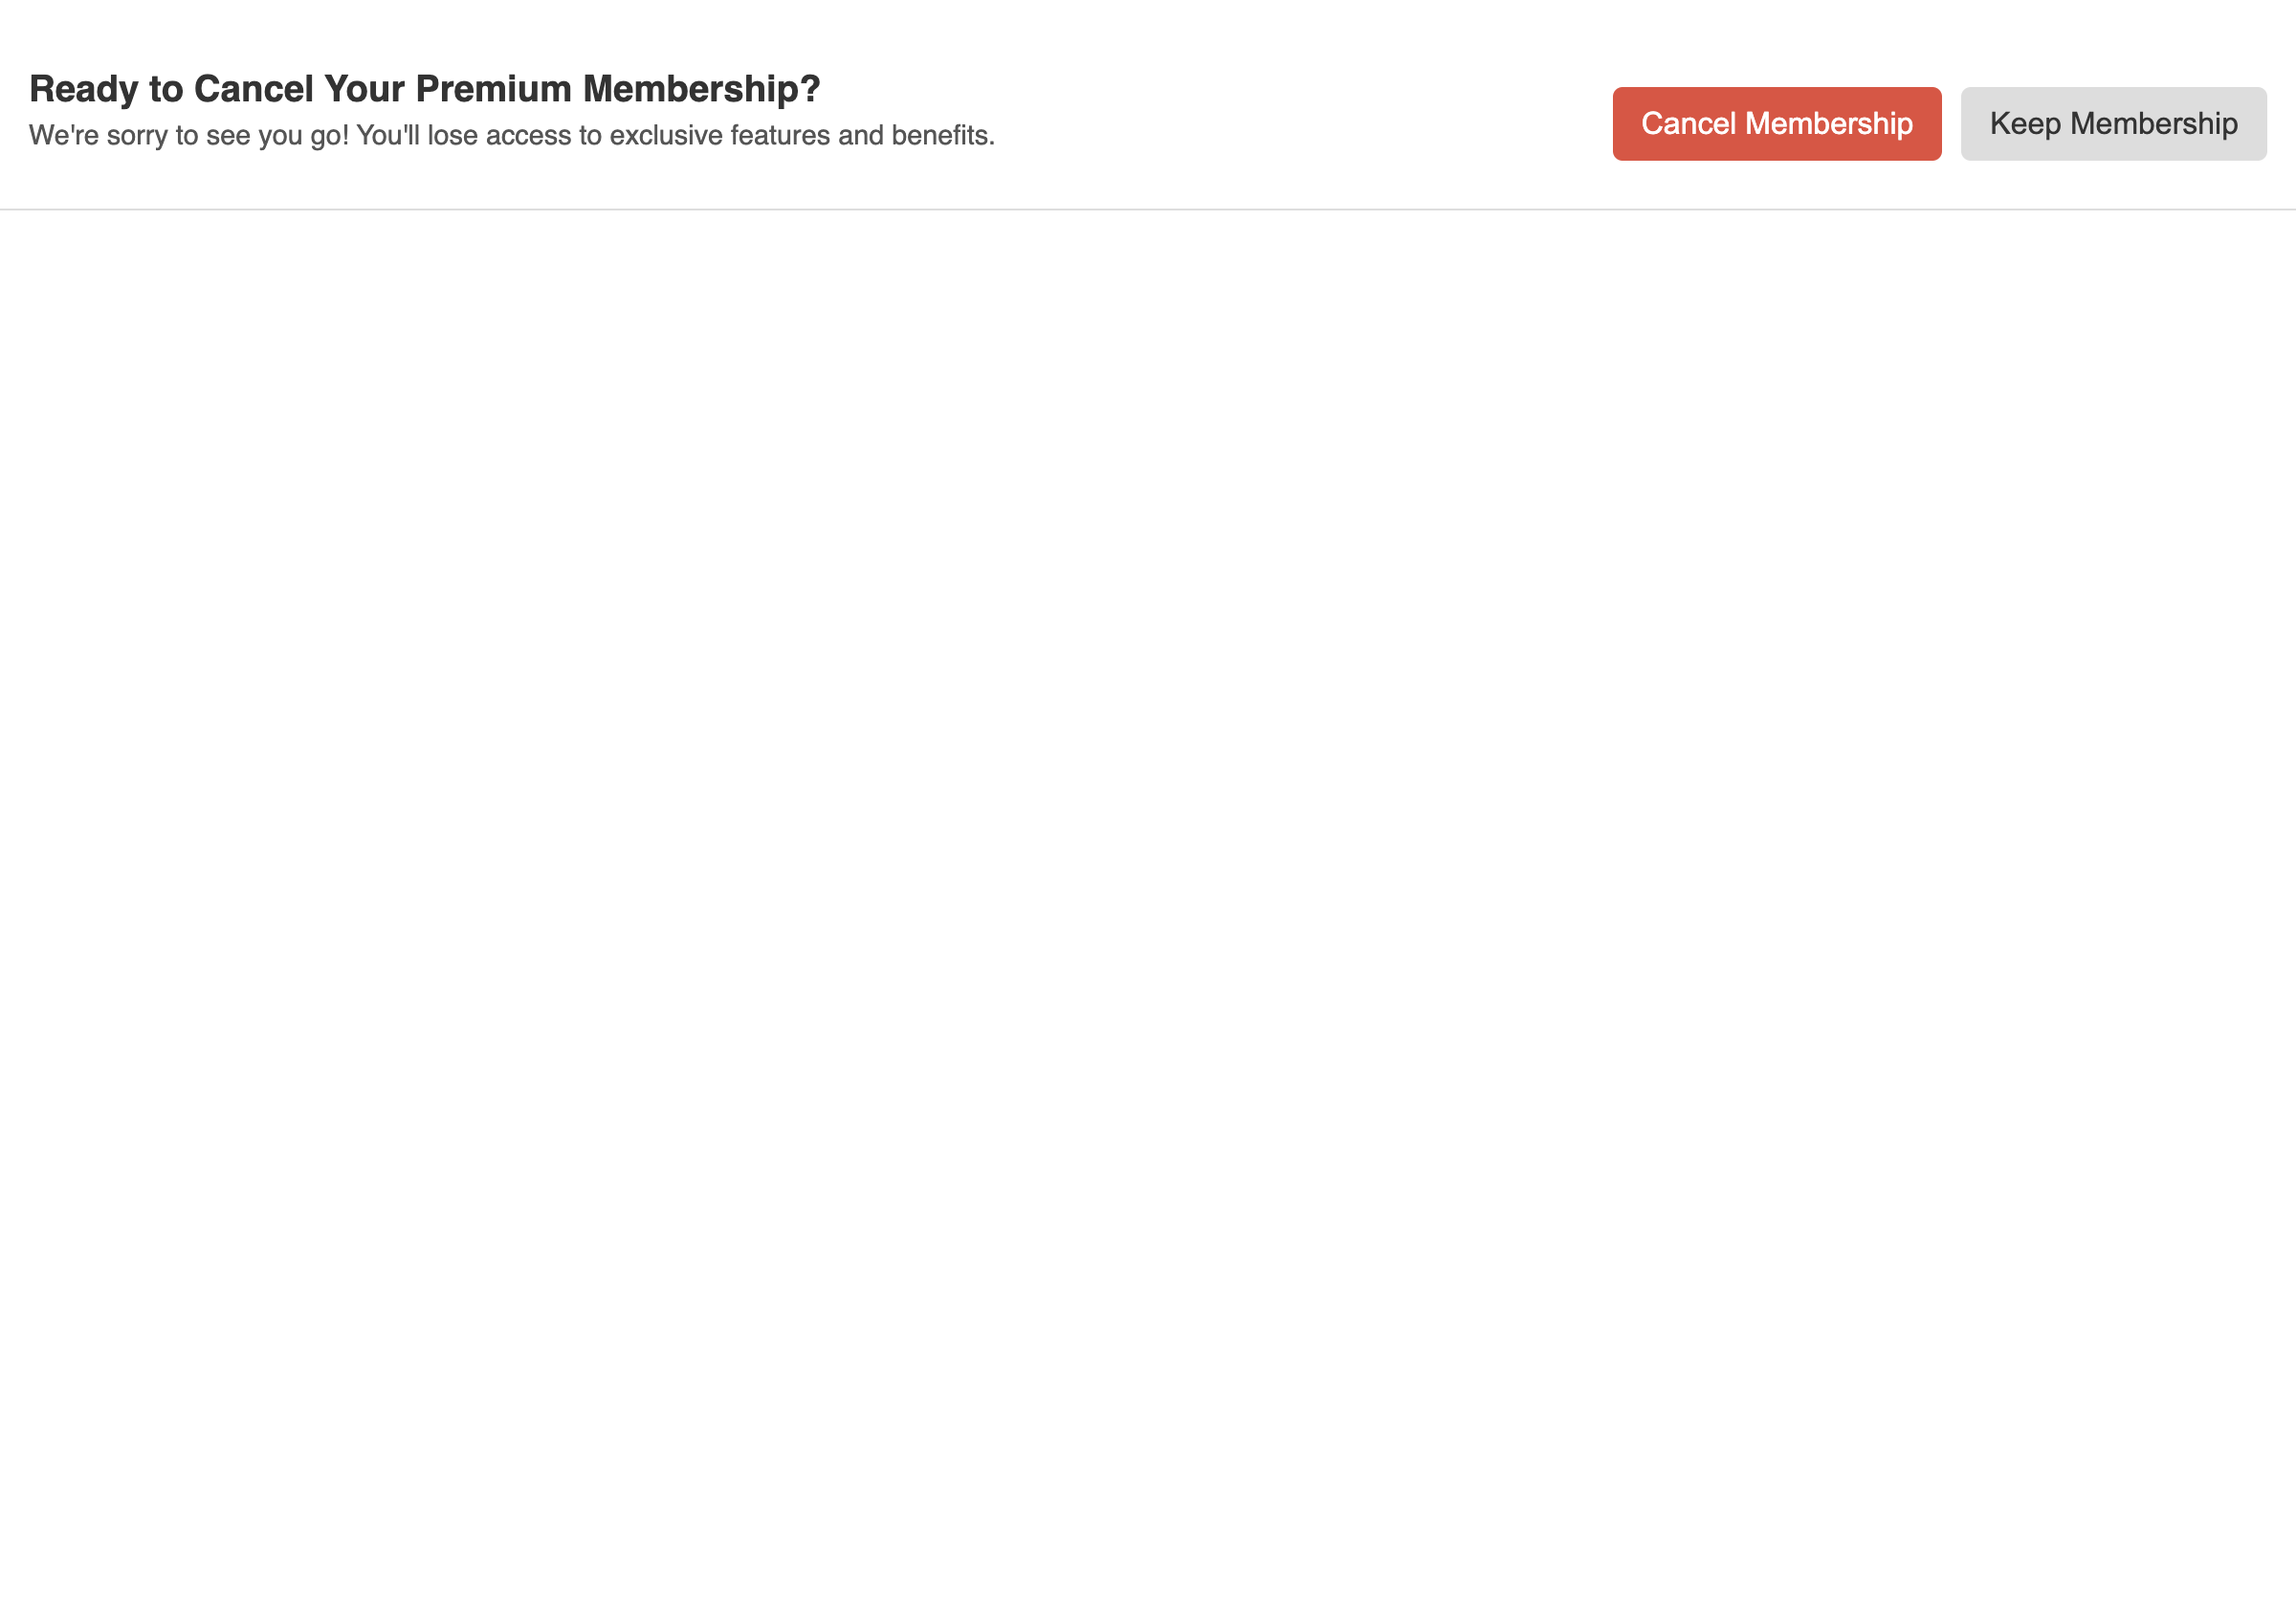 Ready to Cancel Your Premium Membership?
We're sorry to see you go! You'll lose access to exclusive features and benefits.
Cancel Membership
Keep Membership